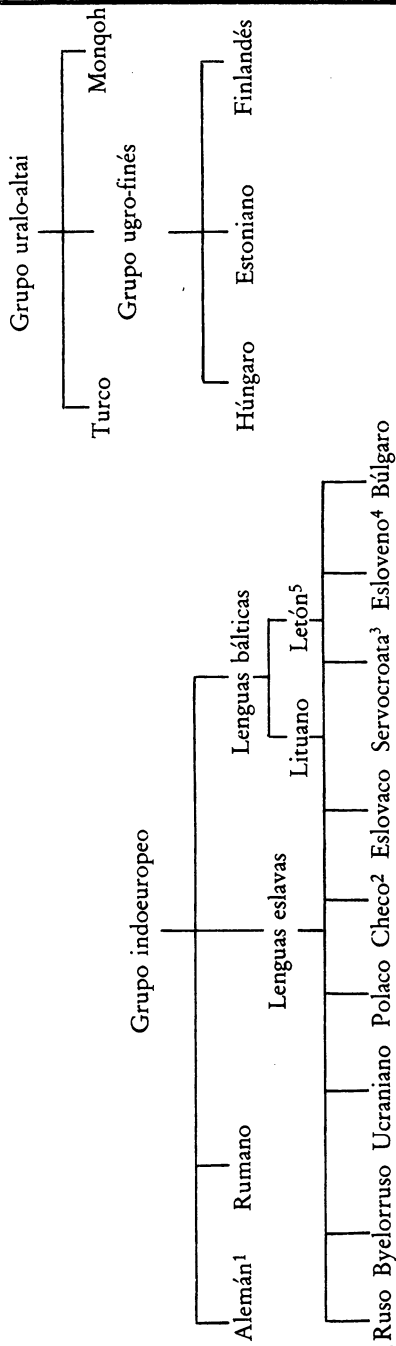 Grupo indoeuropeo
Alemán¹ Rumano Lenguas eslavas Lenguas bálticas
Lituano Letón⁵
Ruso Byelorruso Ucraniano Polaco Checo² Eslovaco Servocroata³ Esloveno⁴ Búlgaro
Grupo uralo-altai
Turco Monqoh
Grupo ugro-finés
Húngaro Estoniano Finlandés